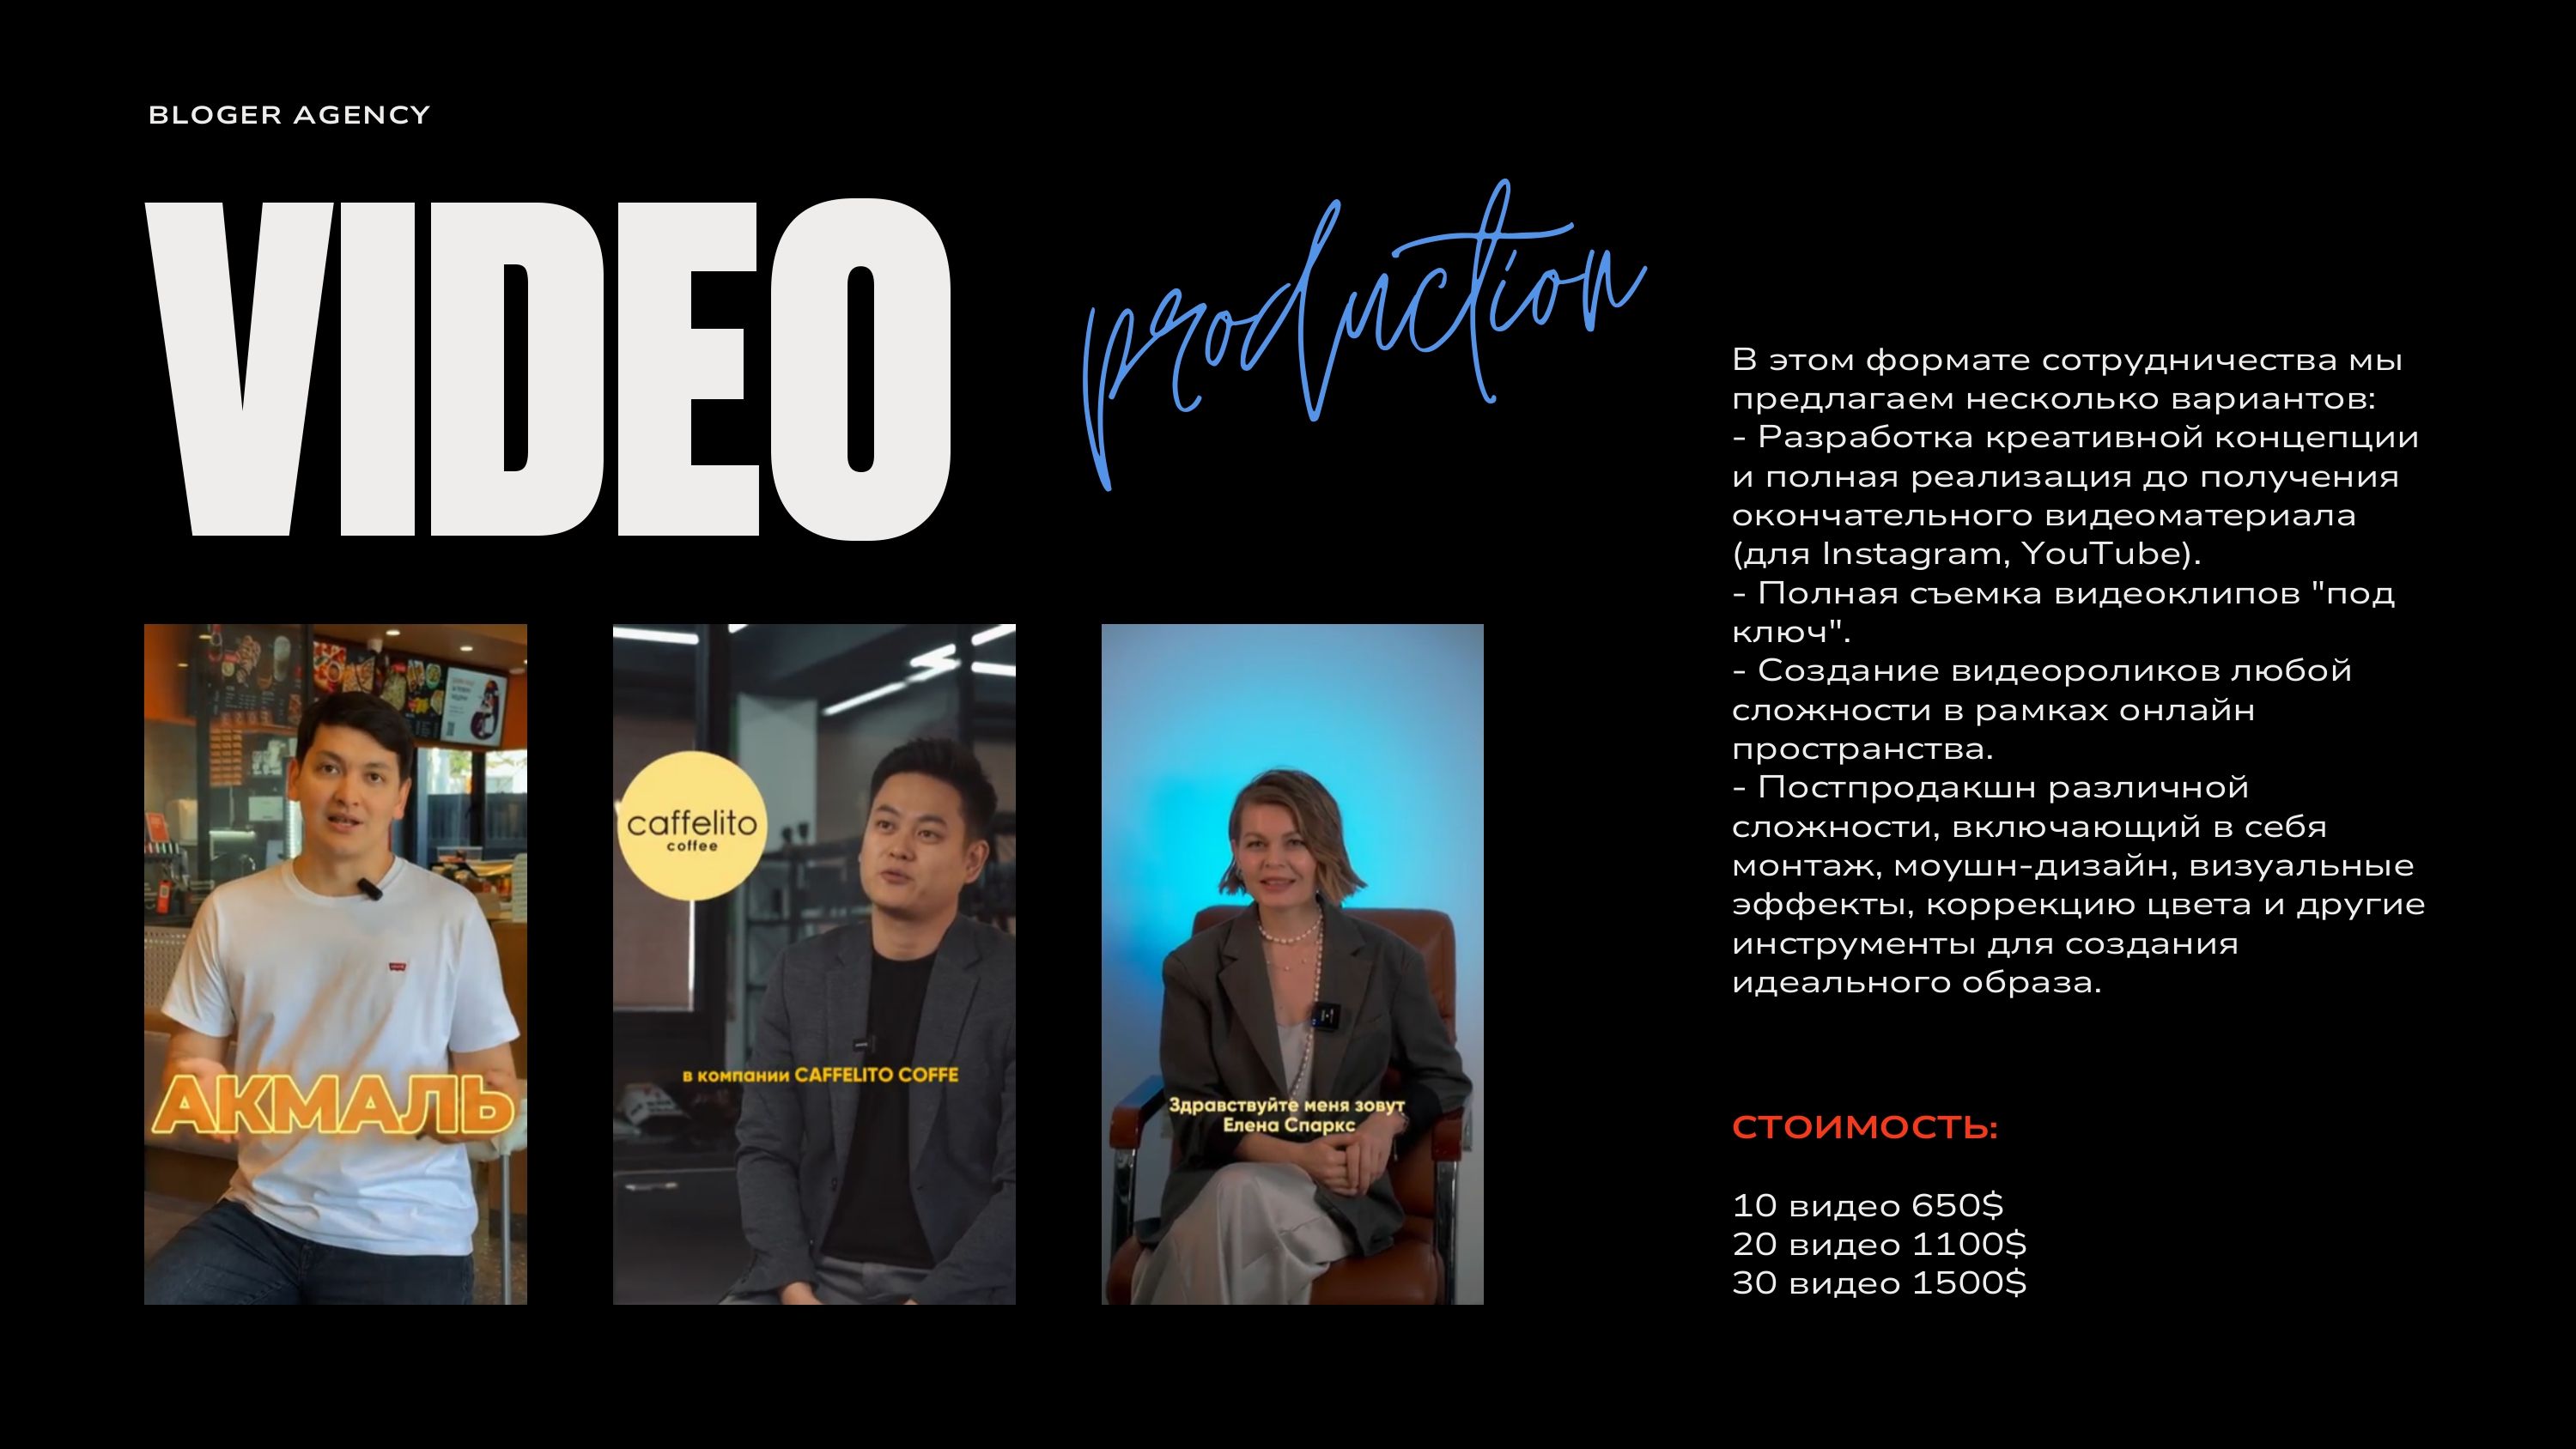 BLOGER AGENCY
VIDEO
production
В этом формате сотрудничества мы
предлагаем несколько вариантов:
- Разработка креативной концепции
и полная реализация до получения
окончательного видеоматериала
(для Instagram, YouTube).
- Полная съемка видеоклипов "под
ключ".
- Создание видеороликов любой
сложности в рамках онлайн
пространства.
- Постпродакшн различной
сложности, включающий в себя
монтаж, моушн-дизайн, визуальные
эффекты, коррекцию цвета и другие
инструменты для создания
идеального образа.
СТОИМОСТЬ:
10 видео 650$
20 видео 1100$
30 видео 1500$
АКМАЛЬ
caffelito
coffee
в компании CAFFELITO COFFE
Здравствуйте меня зовут
Елена Спаркс